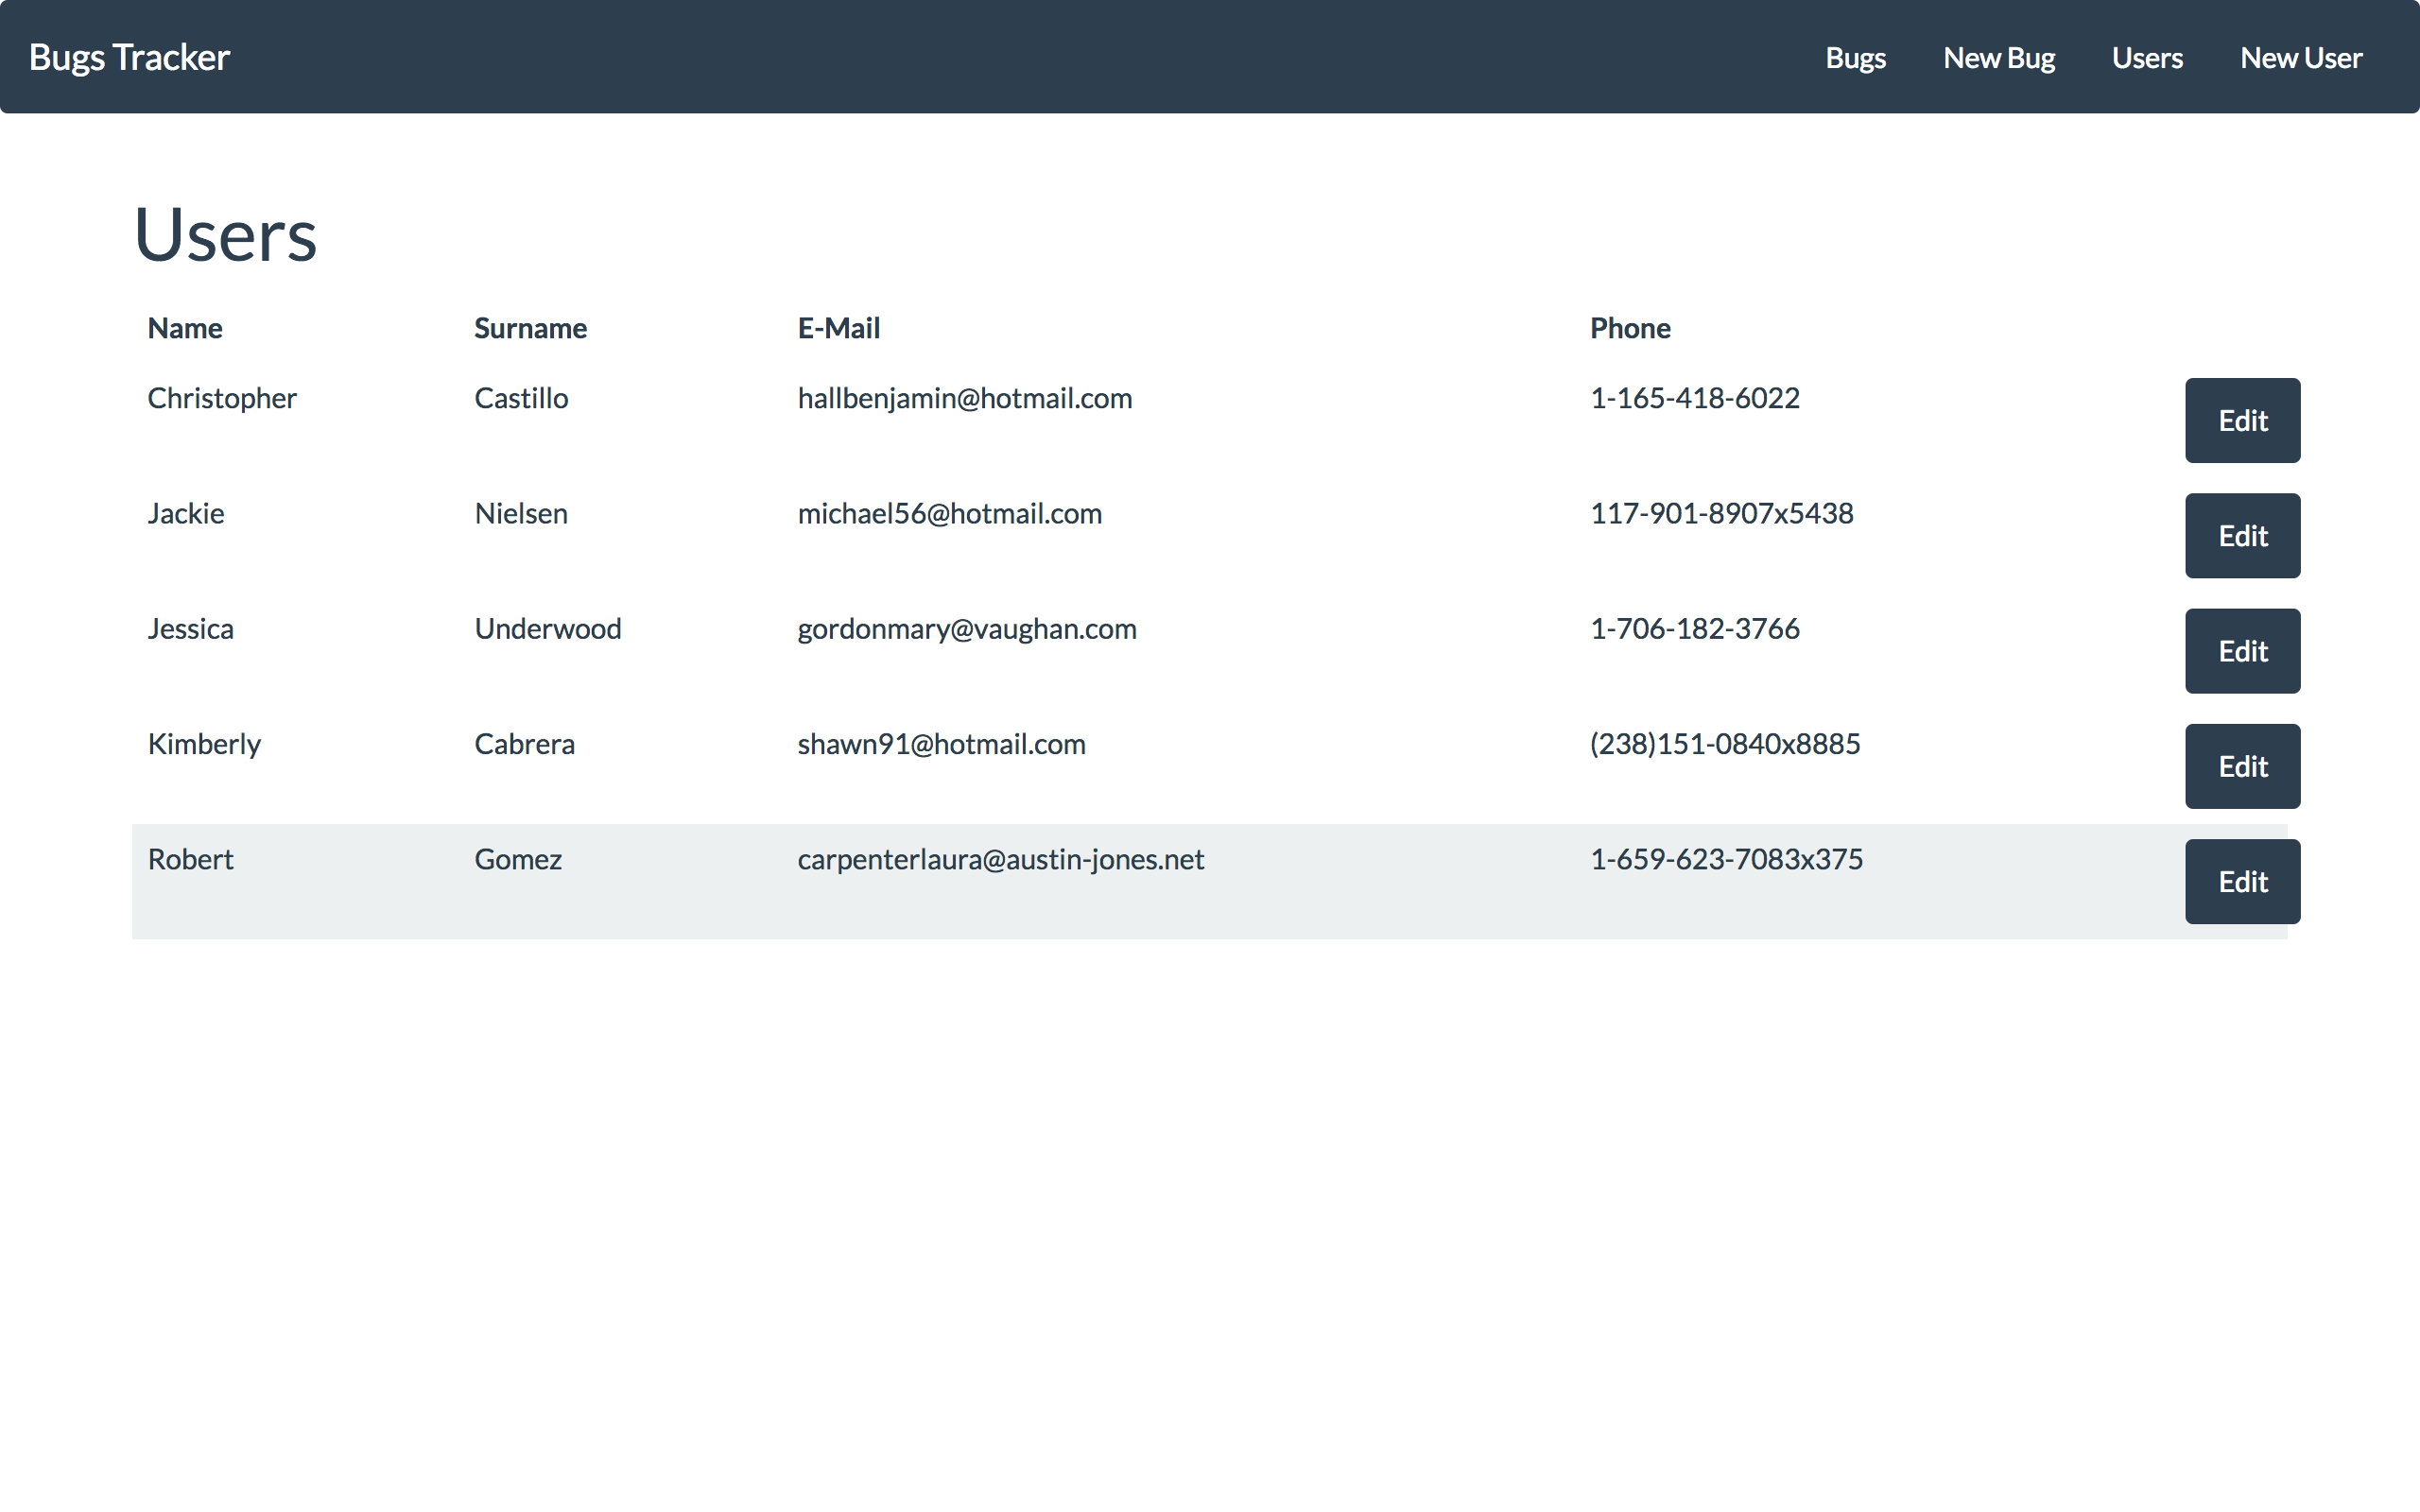 Bugs Tracker Bugs New Bug Users New User
Users
Name Surname E-Mail Phone
Christopher Castillo hallbenjamin@hotmail.com 1-165-418-6022 Edit
Jackie Nielsen michael56@hotmail.com 117-901-8907x5438 Edit
Jessica Underwood gordonmary@vaughan.com 1-706-182-3766 Edit
Kimberly Cabrera shawn91@hotmail.com (238)151-0840x8885 Edit
Robert Gomez carpenterlaura@austin-jones.net 1-659-623-7083x375 Edit